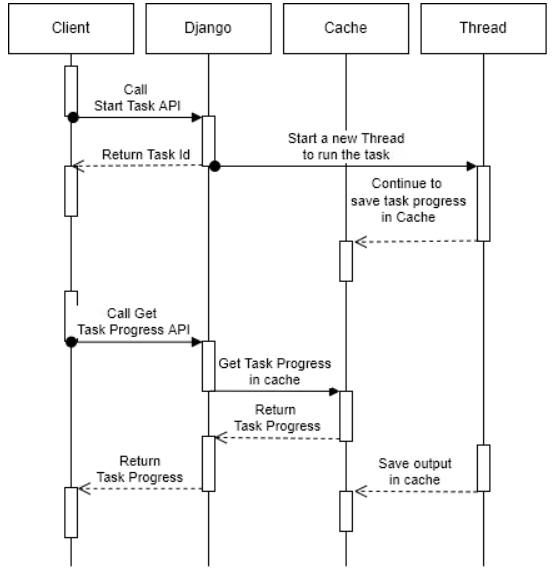 Client
Django
Cache
Thread
Call
Start Task API
Start a new Thread
to run the task
Return Task Id
Continue to
save task progress
in Cache
Call Get
Task Progress API
Get Task Progress
in cache
Return
Task Progress
Return
Task Progress
Save output
in cache